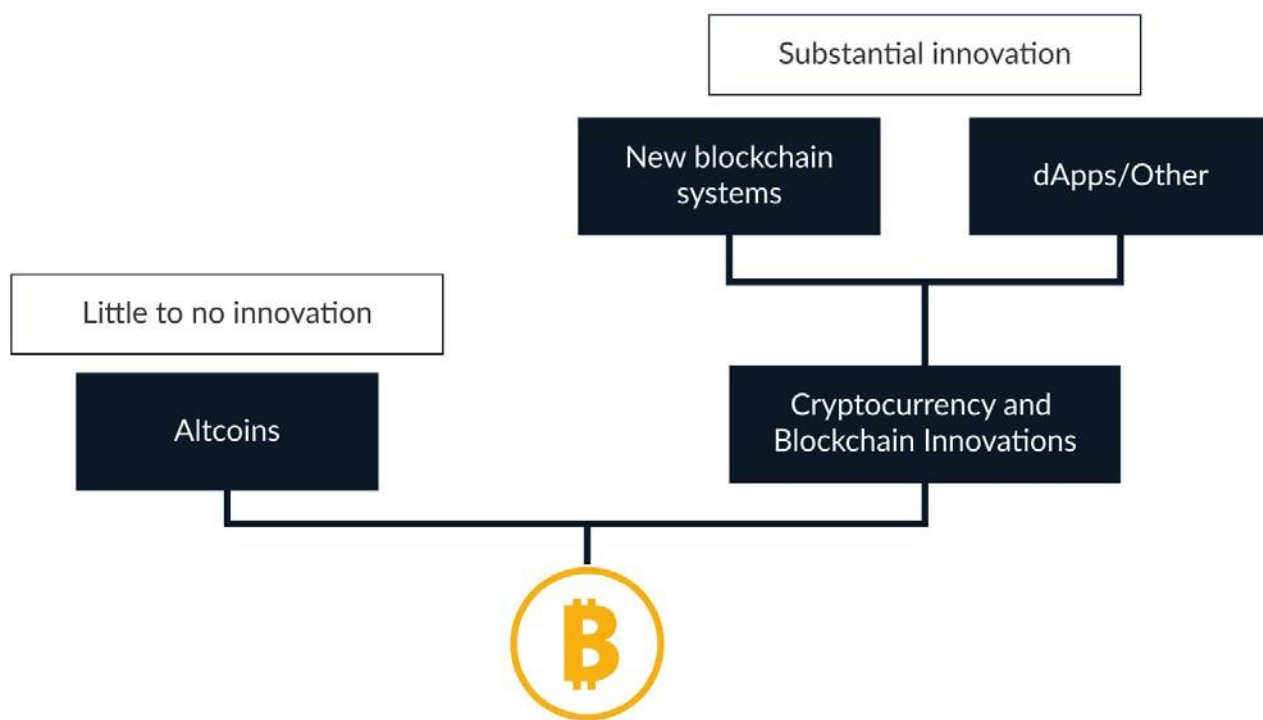 Substantial innovation
New blockchain
systems
dApps/Other
Little to no innovation
Altcoins
Cryptocurrency and
Blockchain Innovations